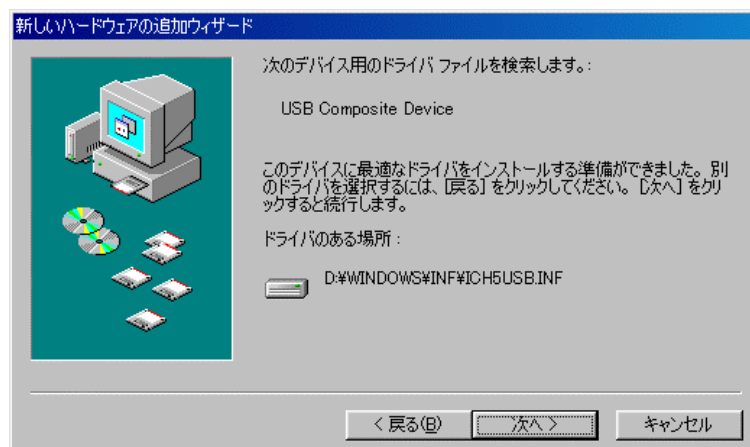 新しいハードウェアの追加ウィザード
次のデバイス用のドライバ ファイルを検索します。:
USB Composite Device
このデバイスに最適なドライバをインストールする準備ができました。別
のドライバを選択するには、[戻る] をクリックしてください。[次へ] をクリ
ックすると続行します。
ドライバのある場所 :
D:¥WINDOWS¥INF¥ICH5USB.INF
< 戻る(B)
次へ >
キャンセル